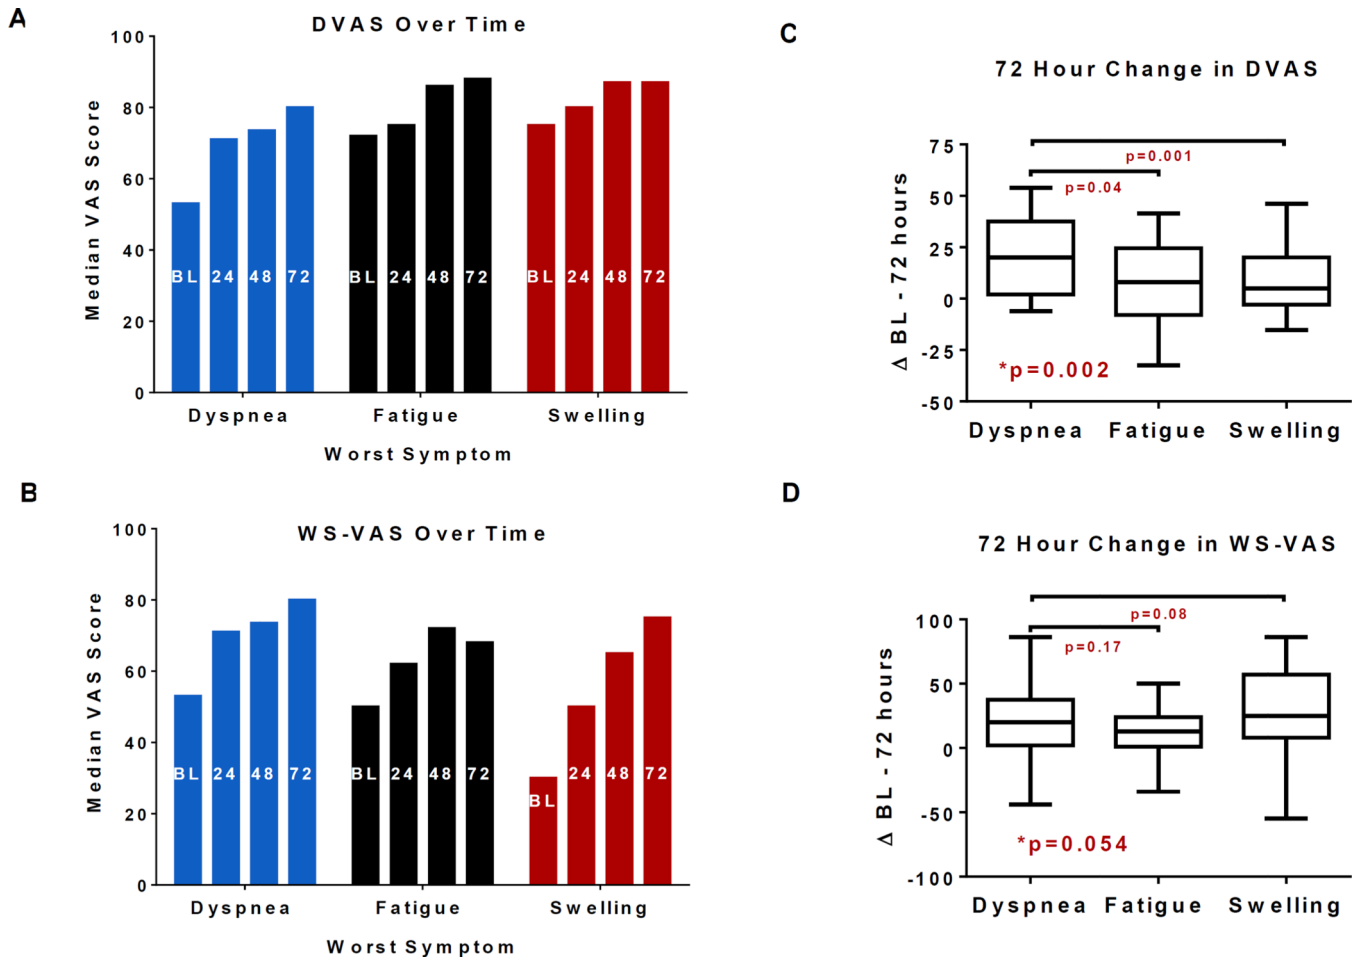 A
DVAS Over Time
Median VAS Score
100
80
60
40
20
0
BL 24 48 72
BL 24 48 72
BL 24 48 72
Dyspnea Fatigue Swelling
Worst Symptom
B
WS-VAS Over Time
Median VAS Score
100
80
60
40
20
0
BL 24 48 72
BL 24 48 72
BL 24 48 72
Dyspnea Fatigue Swelling
Worst Symptom
C
72 Hour Change in DVAS
Δ BL - 72 hours
75
50
25
0
-25
-50
p=0.001
p=0.04
*p=0.002
Dyspnea Fatigue Swelling
D
72 Hour Change in WS-VAS
Δ BL - 72 hours
100
50
0
-50
-100
p=0.08
p=0.17
*p=0.054
Dyspnea Fatigue Swelling